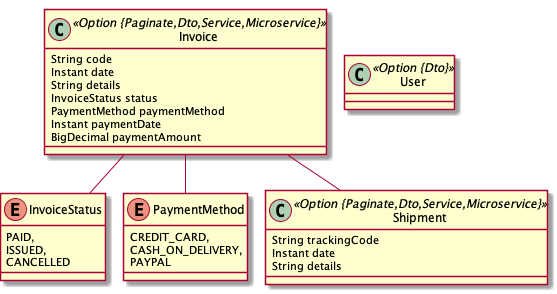 C «Option {Paginate,Dto,Service,Microservice}»
Invoice
String code
Instant date
String details
InvoiceStatus status
PaymentMethod paymentMethod
Instant paymentDate
BigDecimal paymentAmount
C «Option {Dto}»
User
E InvoiceStatus
PAID,
ISSUED,
CANCELLED
E PaymentMethod
CREDIT_CARD,
CASH_ON_DELIVERY,
PAYPAL
C «Option {Paginate,Dto,Service,Microservice}»
Shipment
String trackingCode
Instant date
String details